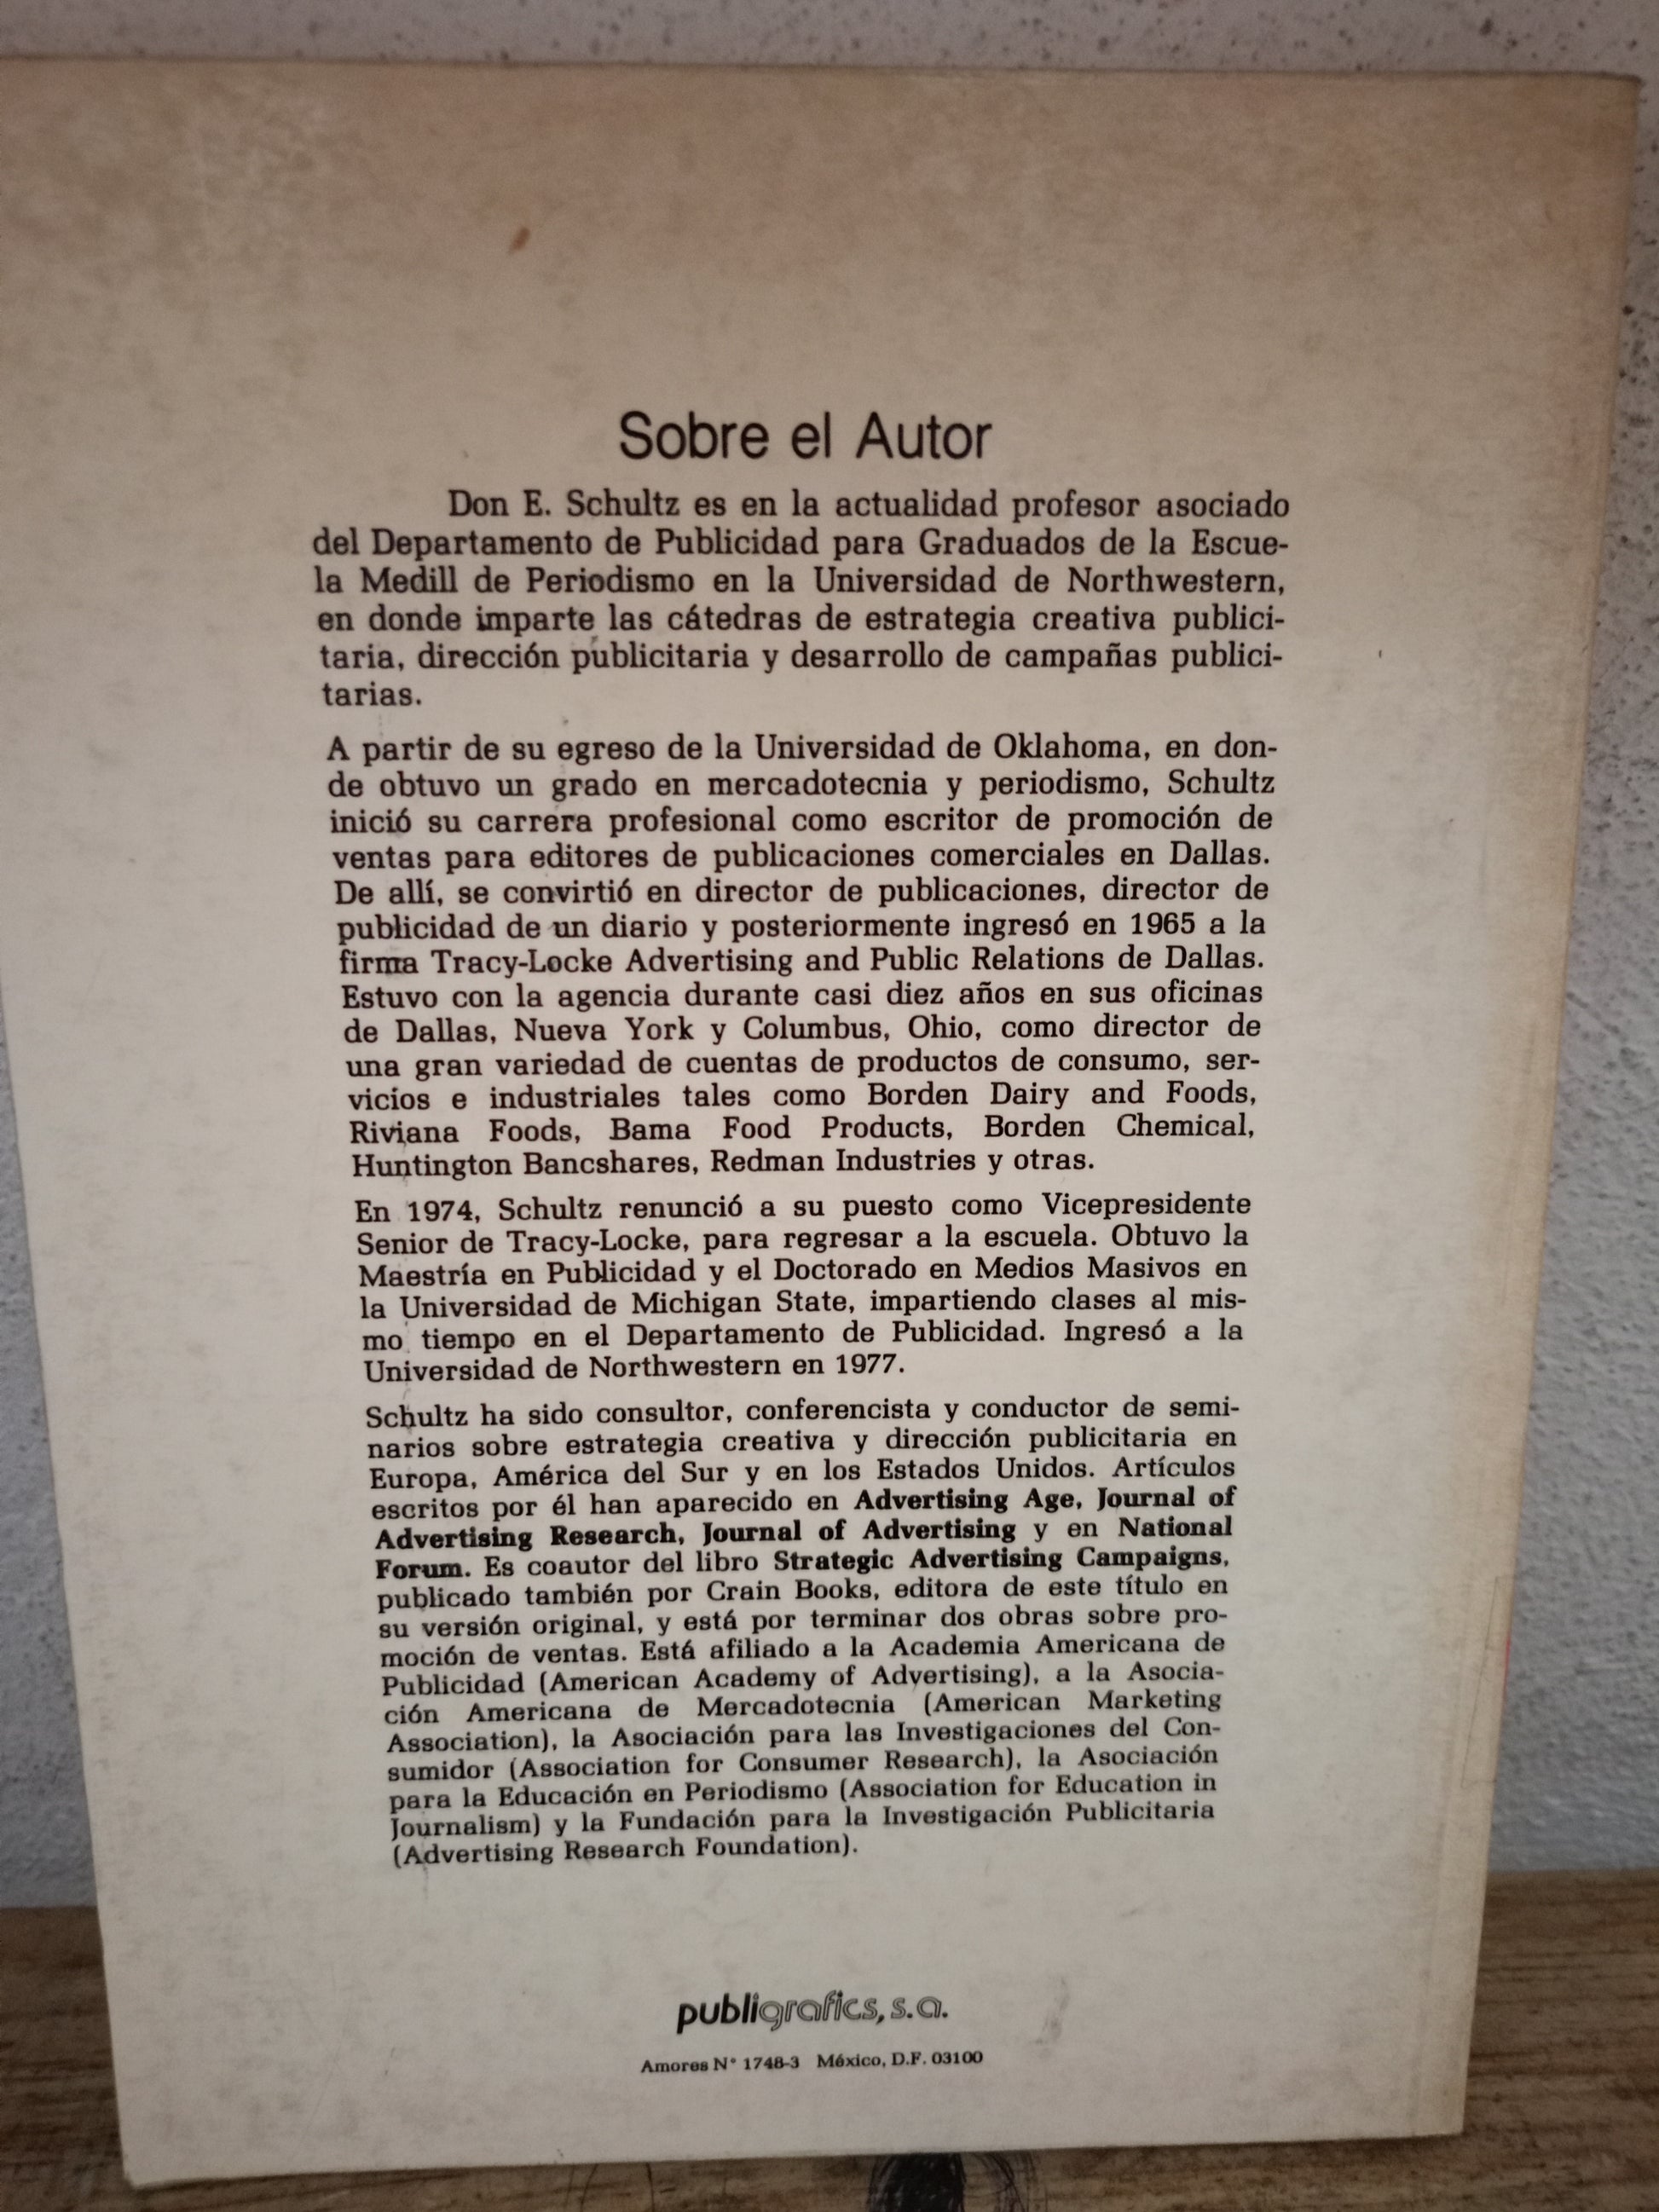 Sobre el Autor
Don E. Schultz es en la actualidad profesor asociado
del Departamento de Publicidad para Graduados de la Escue-
la Medill de Periodismo en la Universidad de Northwestern,
en donde imparte las cátedras de estrategia creativa publici-
taria, dirección publicitaria y desarrollo de campañas publici-
tarias.
A partir de su egreso de la Universidad de Oklahoma, en don-
de obtuvo un grado en mercadotecnia y periodismo, Schultz
inició su carrera profesional como escritor de promoción de
ventas para editores de publicaciones comerciales en Dallas.
De allí, se convirtió en director de publicaciones, director de
publicidad de un diario y posteriormente ingresó en 1965 a la
firma Tracy-Locke Advertising and Public Relations de Dallas.
Estuvo con la agencia durante casi diez años en sus oficinas
de Dallas, Nueva York y Columbus, Ohio, como director de
una gran variedad de cuentas de productos de consumo, ser-
vicios e industriales tales como Borden Dairy and Foods,
Riviana Foods, Bama Food Products, Borden Chemical,
Huntington Bancshares, Redman Industries y otras.
En 1974, Schultz renunció a su puesto como Vicepresidente
Senior de Tracy-Locke, para regresar a la escuela. Obtuvo la
Maestría en Publicidad y el Doctorado en Medios Masivos en
la Universidad de Michigan State, impartiendo clases al mis-
mo tiempo en el Departamento de Publicidad. Ingresó a la
Universidad de Northwestern en 1977.
Schultz ha sido consultor, conferencista y conductor de semi-
narios sobre estrategia creativa y dirección publicitaria en
Europa, América del Sur y en los Estados Unidos. Artículos
escritos por él han aparecido en Advertising Age, Journal of
Advertising Research, Journal of Advertising y en National
Forum. Es coautor del libro Strategic Advertising Campaigns,
publicado también por Crain Books, editora de este título en
su versión original, y está por terminar dos obras sobre pro-
moción de ventas. Está afiliado a la Academia Americana de
Publicidad (American Academy of Advertising), a la Asocia-
ción Americana de Mercadotecnia (American Marketing
Association), la Asociación para las Investigaciones del Con-
sumidor (Association for Consumer Research), la Asociación
para la Educación en Periodismo (Association for Education in
Journalism) y la Fundación para la Investigación Publicitaria
(Advertising Research Foundation).
publigrafics, s.a.
Amores N° 1748-3 México, D.F. 03100